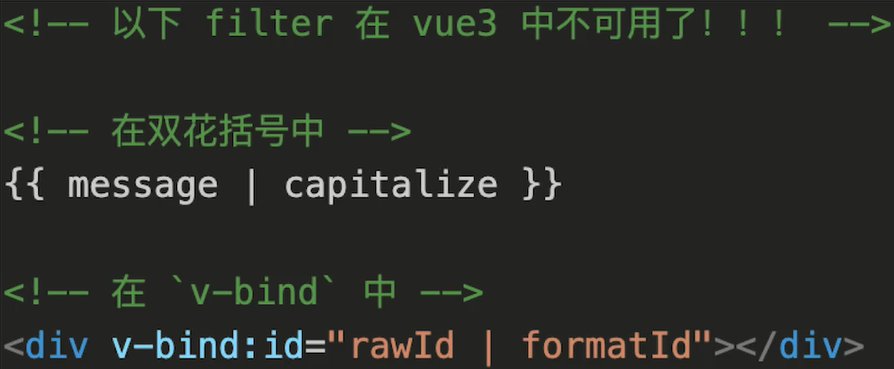 <!-- 以下 filter 在 vue3 中不可用了！！！ -->
<!-- 在双花括号中 -->
{{ message | capitalize }}
<!-- 在 `v-bind` 中 -->
<div v-bind:id="rawId | formatId"></div>